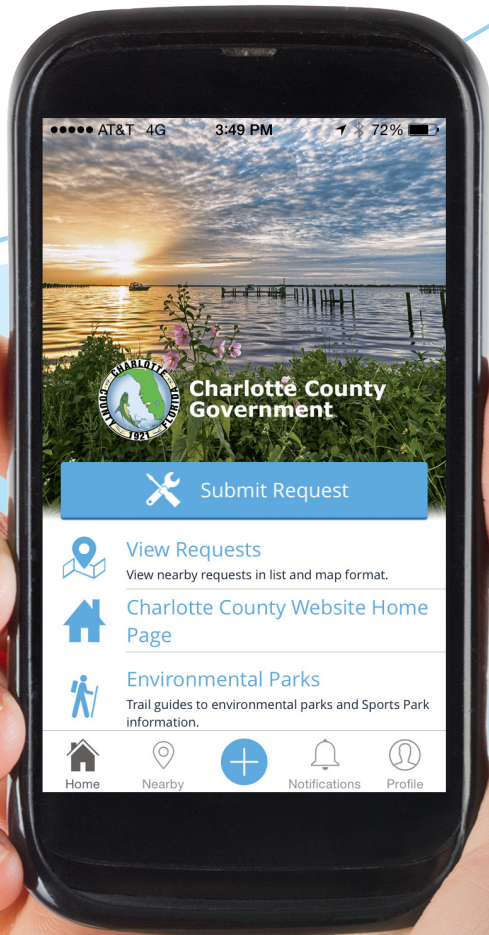 AT&T 4G 3:49 PM 72%
CHARLOTTE COUNTY FLORIDA
1921
Charlotte County
Government
Submit Request
View Requests
View nearby requests in list and map format.
Charlotte County Website Home
Page
Environmental Parks
Trail guides to environmental parks and Sports Park
information.
Home Nearby Notifications Profile